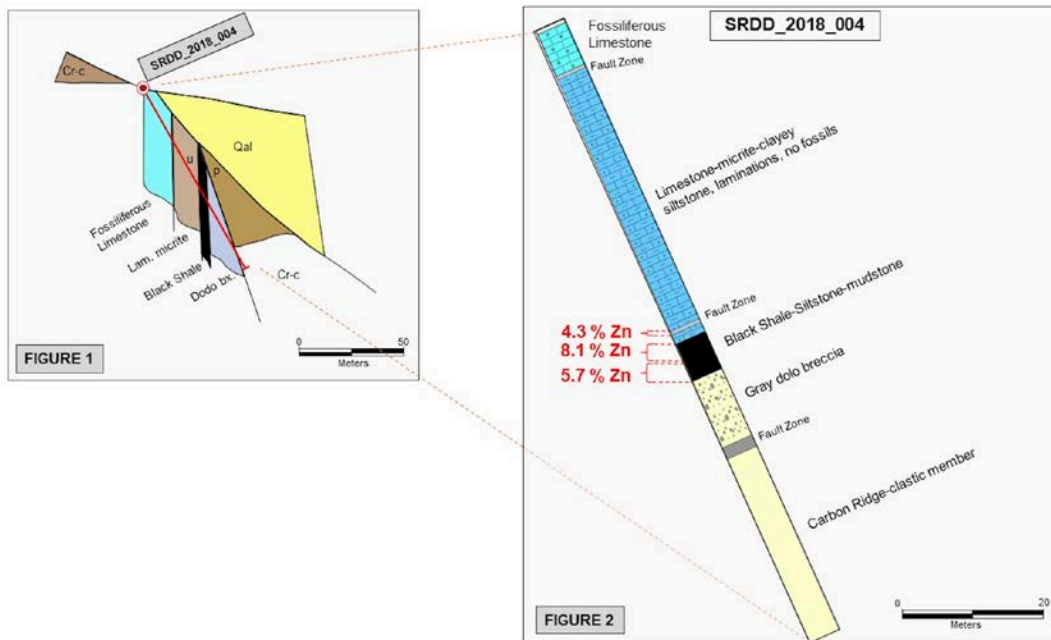 SRDD_2018_004
Cr-c
Qal
u
p
Fossiliferous
Limestone
Lam. micrite
Black Shale
Dodo bx.
Cr-c
0 50
Meters
FIGURE 1
SRDD_2018_004
Fossiliferous
Limestone
Fault Zone
Limestone-micrite-clayey
siltstone, laminations, no fossils
Fault Zone
4.3 % Zn
8.1 % Zn
5.7 % Zn
Black Shale-Siltstone-mudstone
Gray dolo breccia
Fault Zone
Carbon Ridge-clastic member
0 20
Meters
FIGURE 2